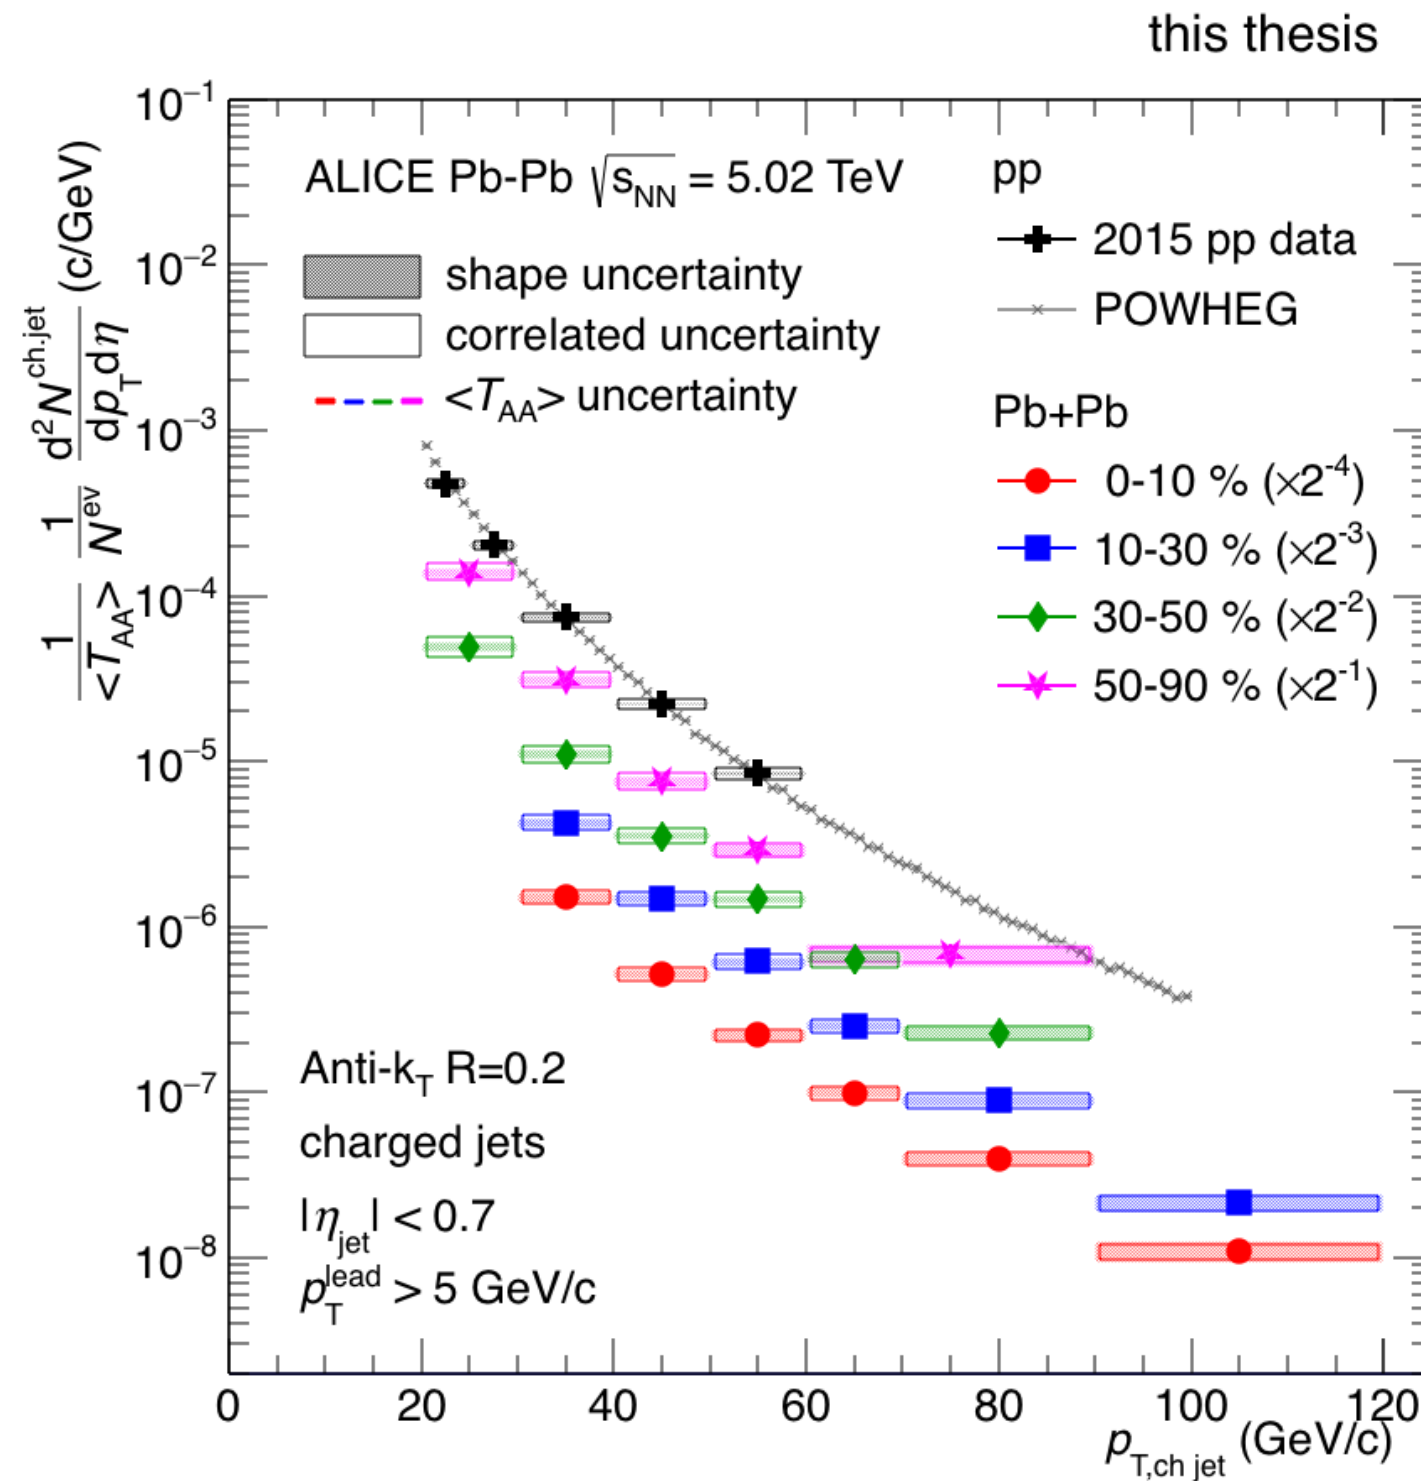 this thesis
ALICE Pb-Pb √sNN = 5.02 TeV
shape uncertainty
correlated uncertainty
<TAA> uncertainty
pp
2015 pp data
POWHEG
Pb+Pb
0-10 % (×2⁻⁴)
10-30 % (×2⁻³)
30-50 % (×2⁻²)
50-90 % (×2⁻¹)
Anti-kT R=0.2
charged jets
|ηjet| < 0.7
pTlead > 5 GeV/c
1/<TAA> 1/Nev d²Nch.jet/dpTdη (c/GeV)
10⁻¹
10⁻²
10⁻³
10⁻⁴
10⁻⁵
10⁻⁶
10⁻⁷
10⁻⁸
0 20 40 60 80 100 120
pT,ch jet (GeV/c)